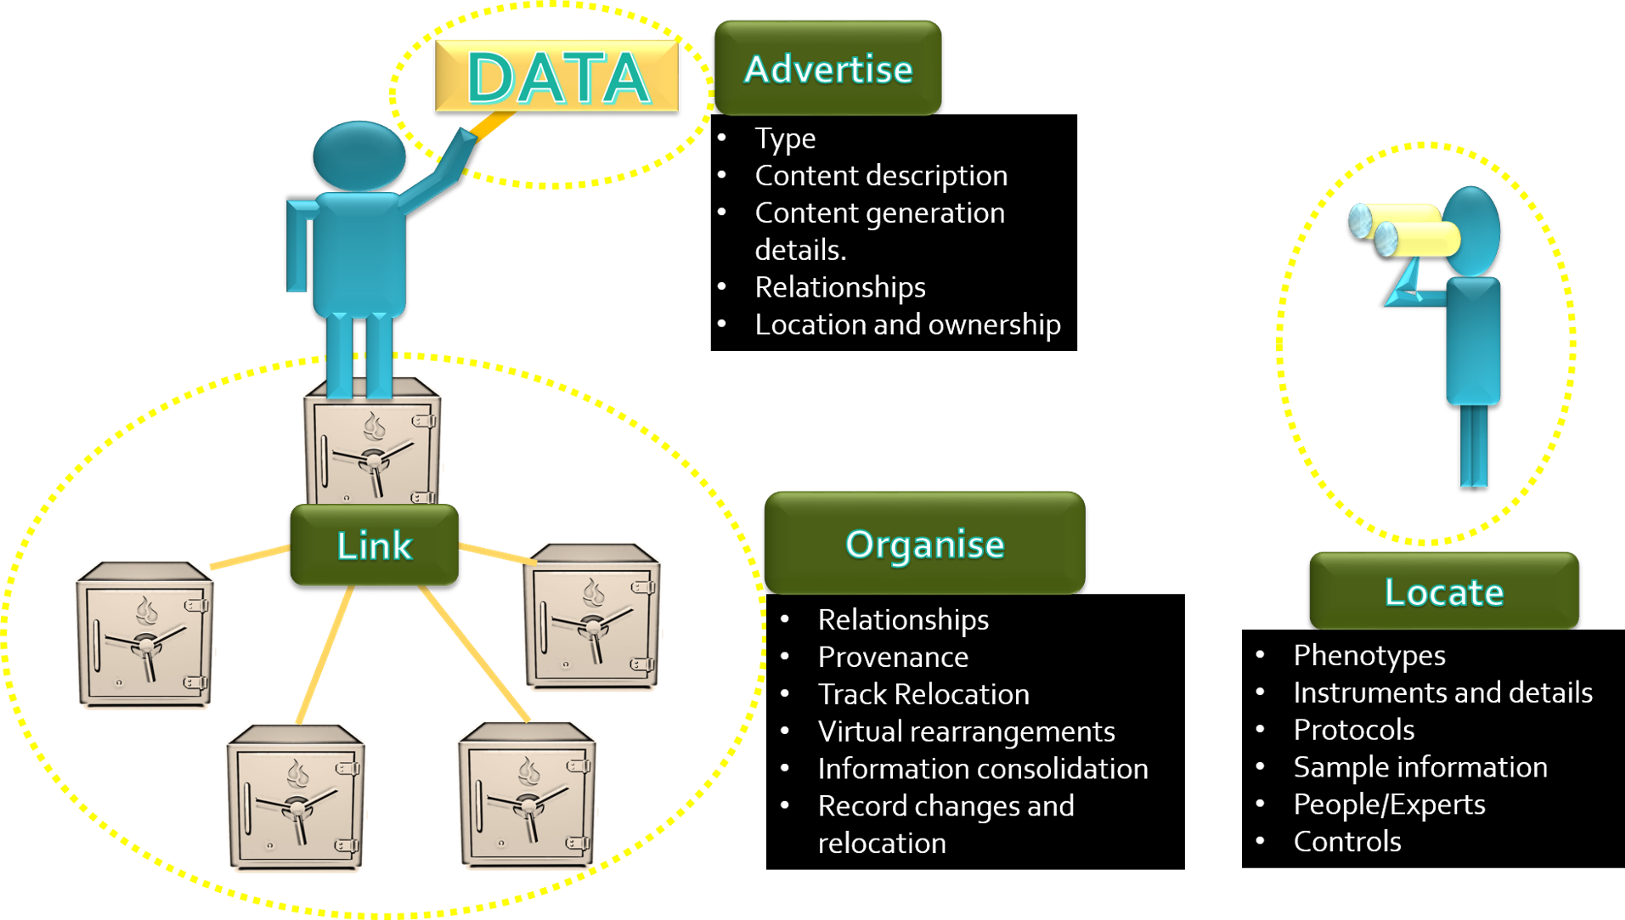 DATA
Advertise
• Type
• Content description
• Content generation
details.
• Relationships
• Location and ownership
Link
Organise
• Relationships
• Provenance
• Track Relocation
• Virtual rearrangements
• Information consolidation
• Record changes and
relocation
Locate
• Phenotypes
• Instruments and details
• Protocols
• Sample information
• People/Experts
• Controls